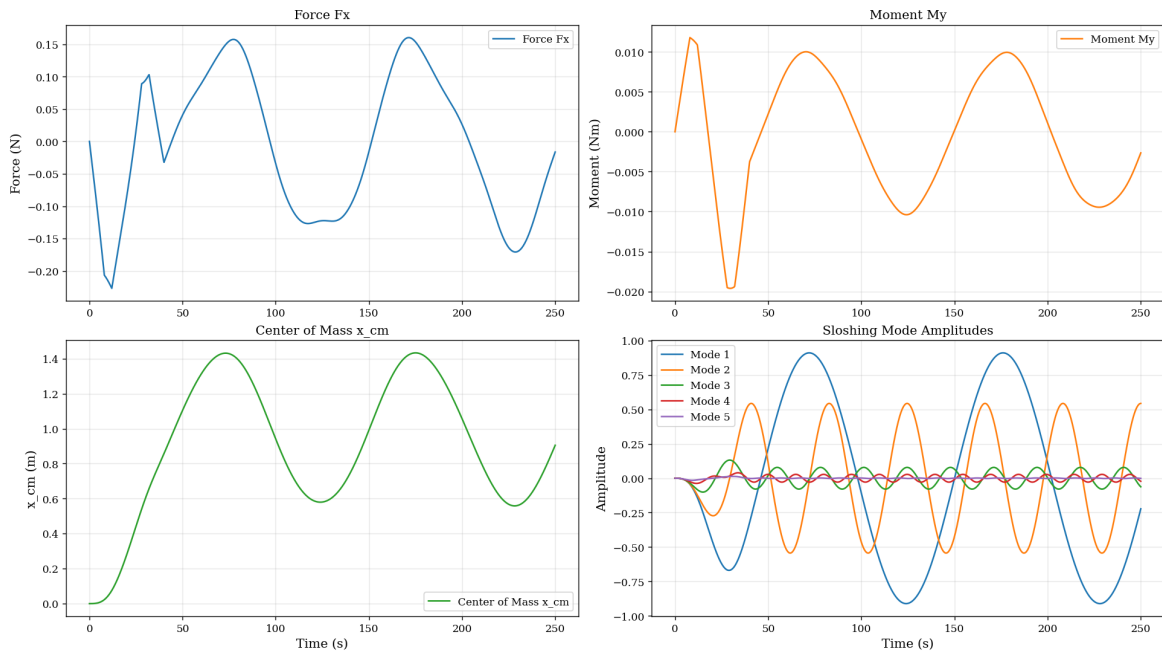 Force Fx
Force (N)
0.15
0.10
0.05
0.00
−0.05
−0.10
−0.15
−0.20
0 50 100 150 200 250
Force Fx
Moment My
Moment (Nm)
0.010
0.005
0.000
−0.005
−0.010
−0.015
−0.020
0 50 100 150 200 250
Moment My
Center of Mass x_cm
x_cm (m)
1.4
1.2
1.0
0.8
0.6
0.4
0.2
0.0
0 50 100 150 200 250
Time (s)
Center of Mass x_cm
Sloshing Mode Amplitudes
Amplitude
1.00
0.75
0.50
0.25
0.00
−0.25
−0.50
−0.75
−1.00
0 50 100 150 200 250
Time (s)
Mode 1
Mode 2
Mode 3
Mode 4
Mode 5